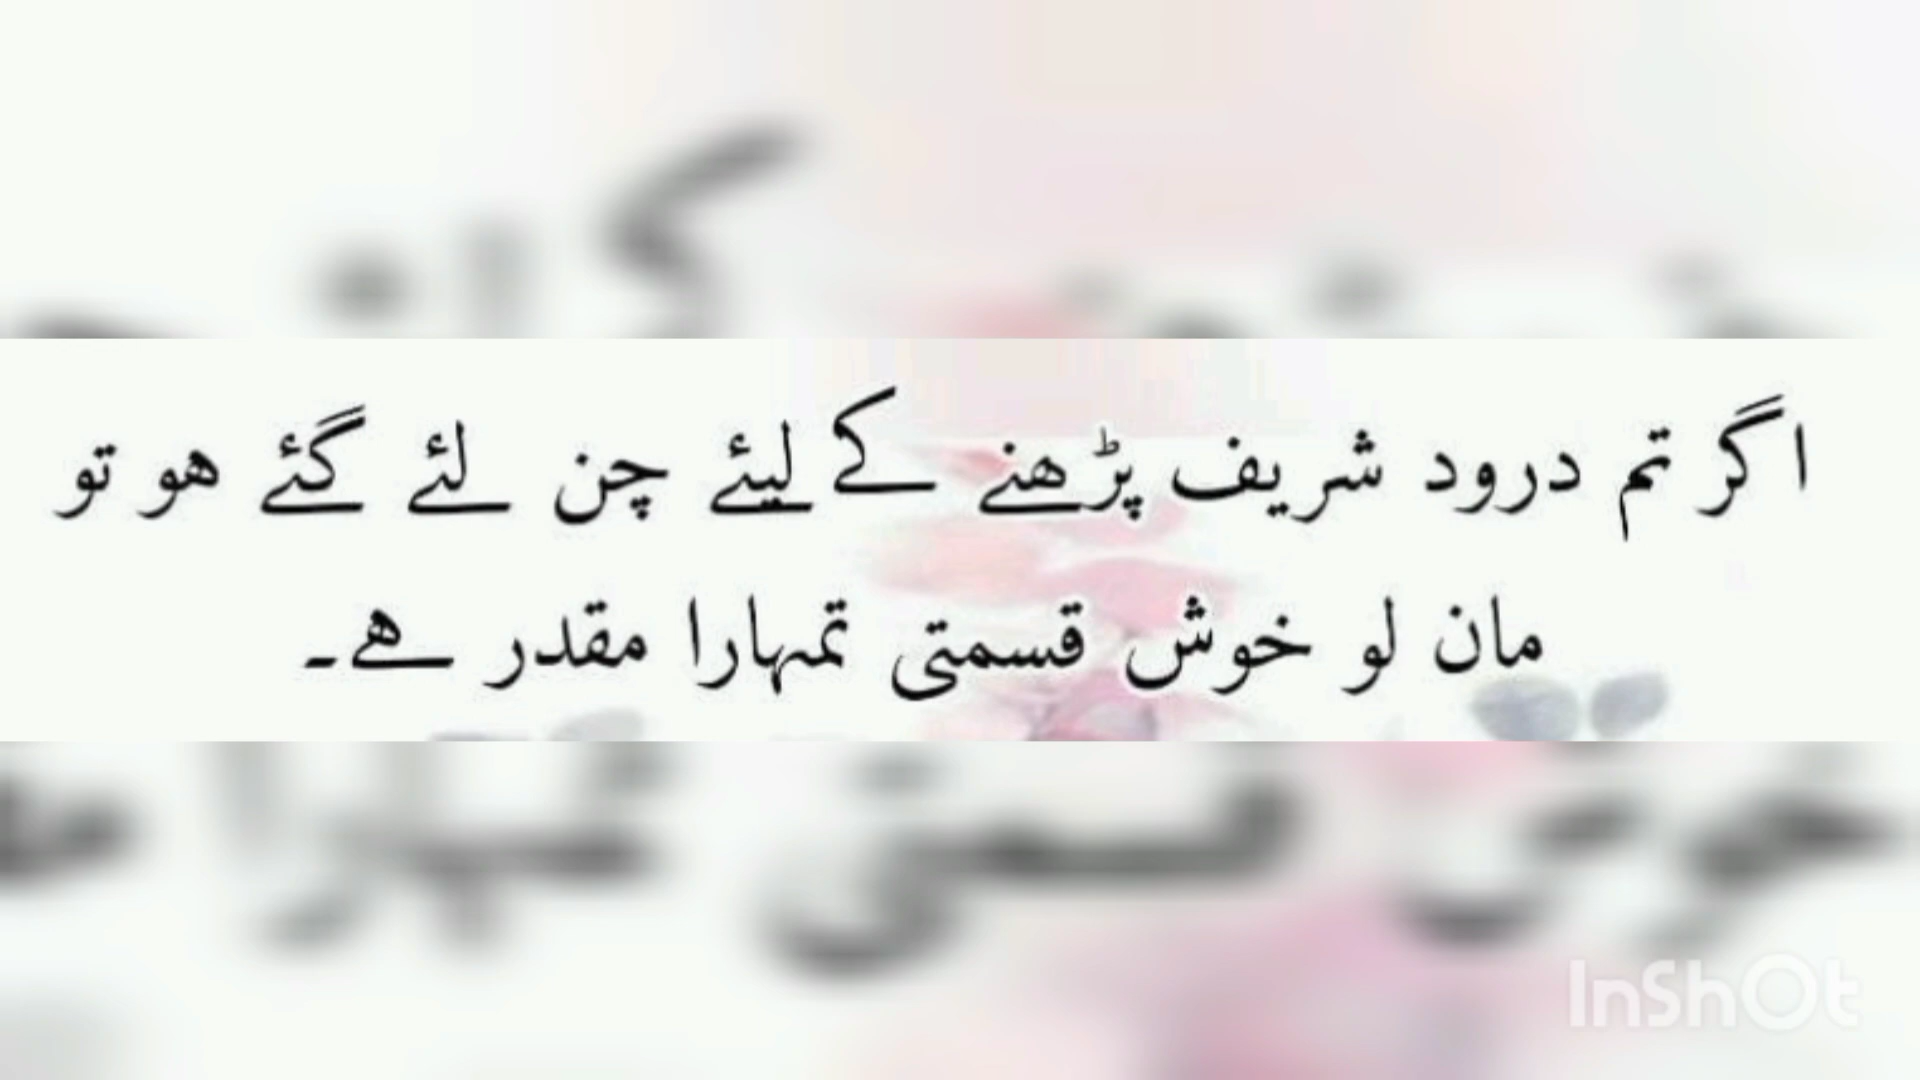 اگر تم درود شریف پڑھنے کے لیئے چن لئے گئے ھو تو
مان لو خوش قسمتی تمہارا مقدر ھے۔
InShOt